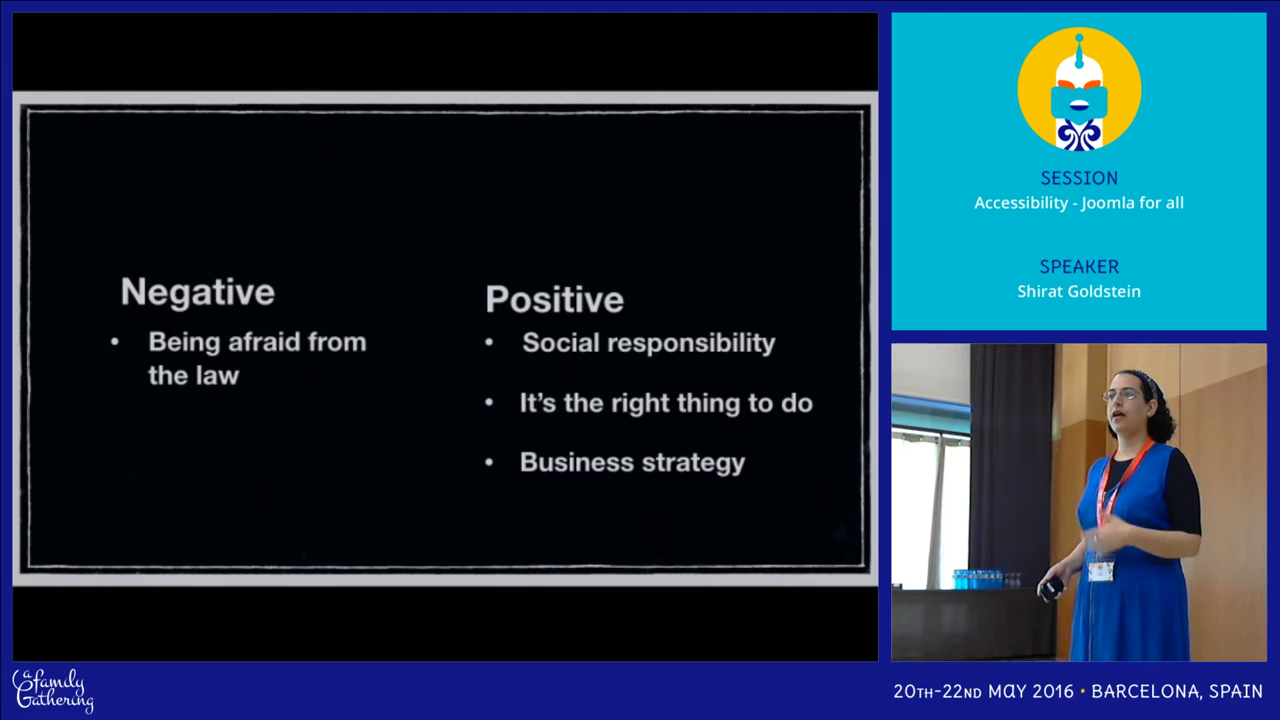 Negative
• Being afraid from
the law
Positive
• Social responsibility
• It's the right thing to do
• Business strategy
SESSION
Accessibility - Joomla for all
SPEAKER
Shirat Goldstein
a family
Gathering
20TH-22ND MAY 2016 • BARCELONA, SPAIN